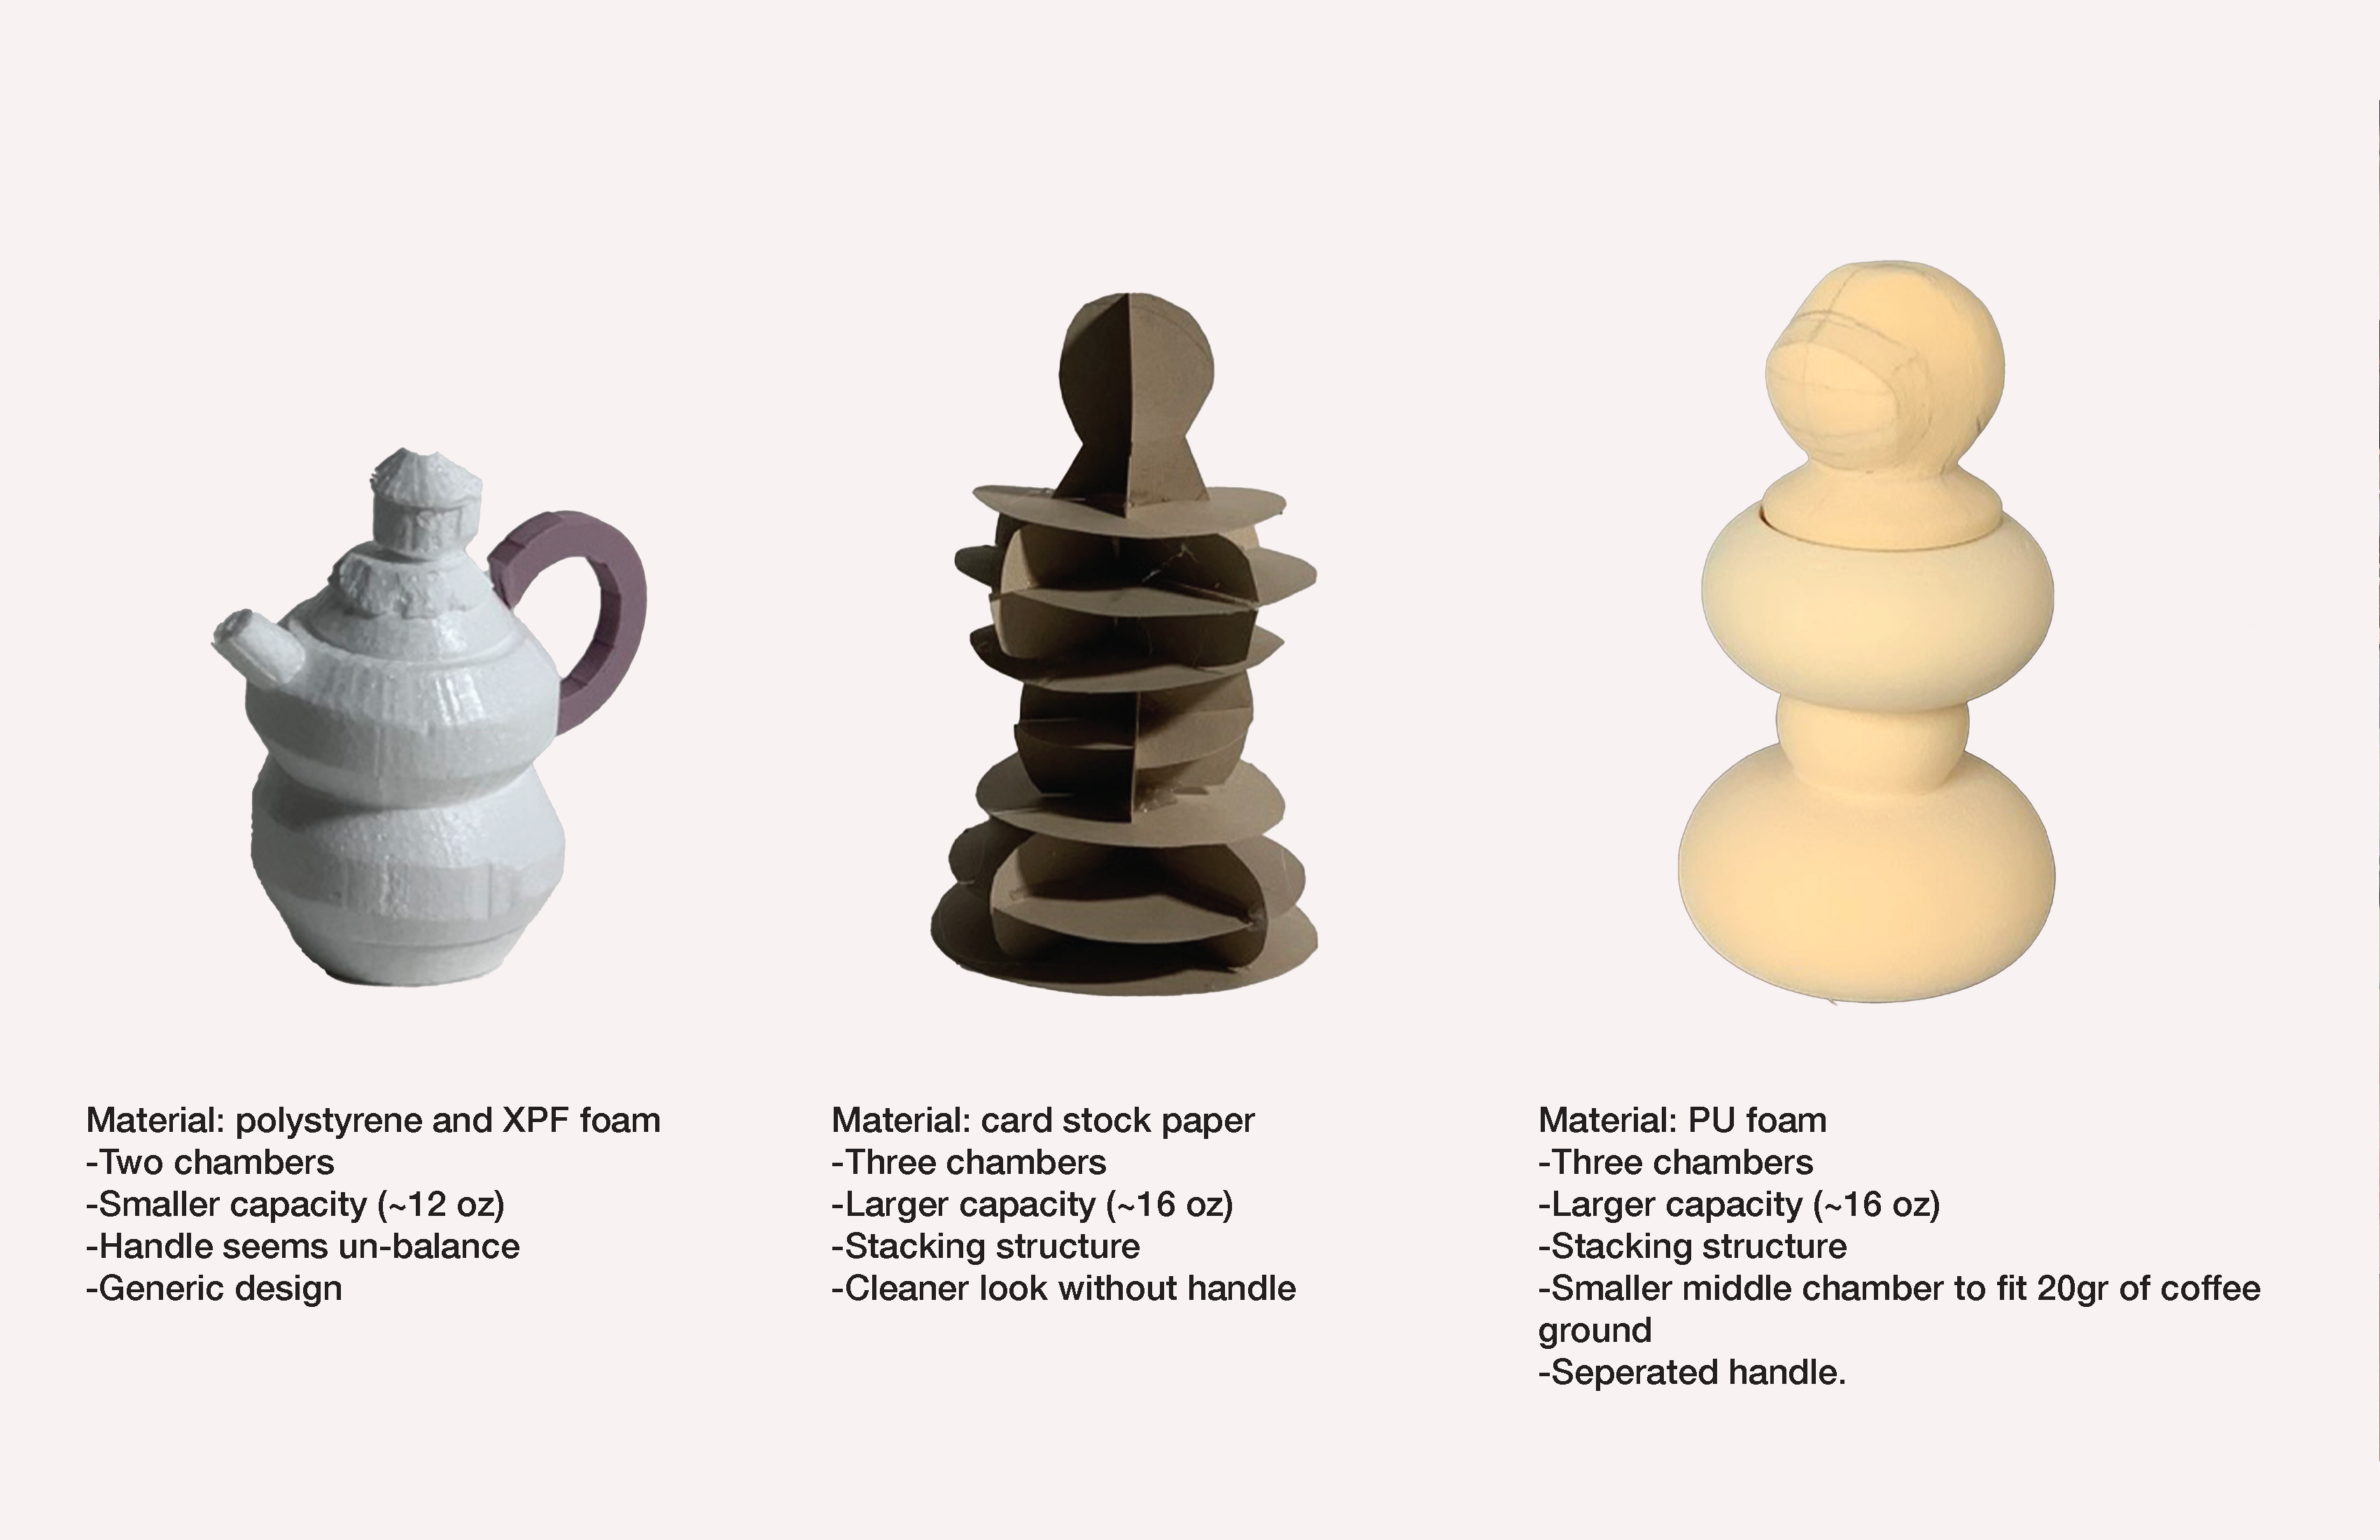 Material: polystyrene and XPF foam
-Two chambers
-Smaller capacity (~12 oz)
-Handle seems un-balance
-Generic design
Material: card stock paper
-Three chambers
-Larger capacity (~16 oz)
-Stacking structure
-Cleaner look without handle
Material: PU foam
-Three chambers
-Larger capacity (~16 oz)
-Stacking structure
-Smaller middle chamber to fit 20gr of coffee
ground
-Seperated handle.